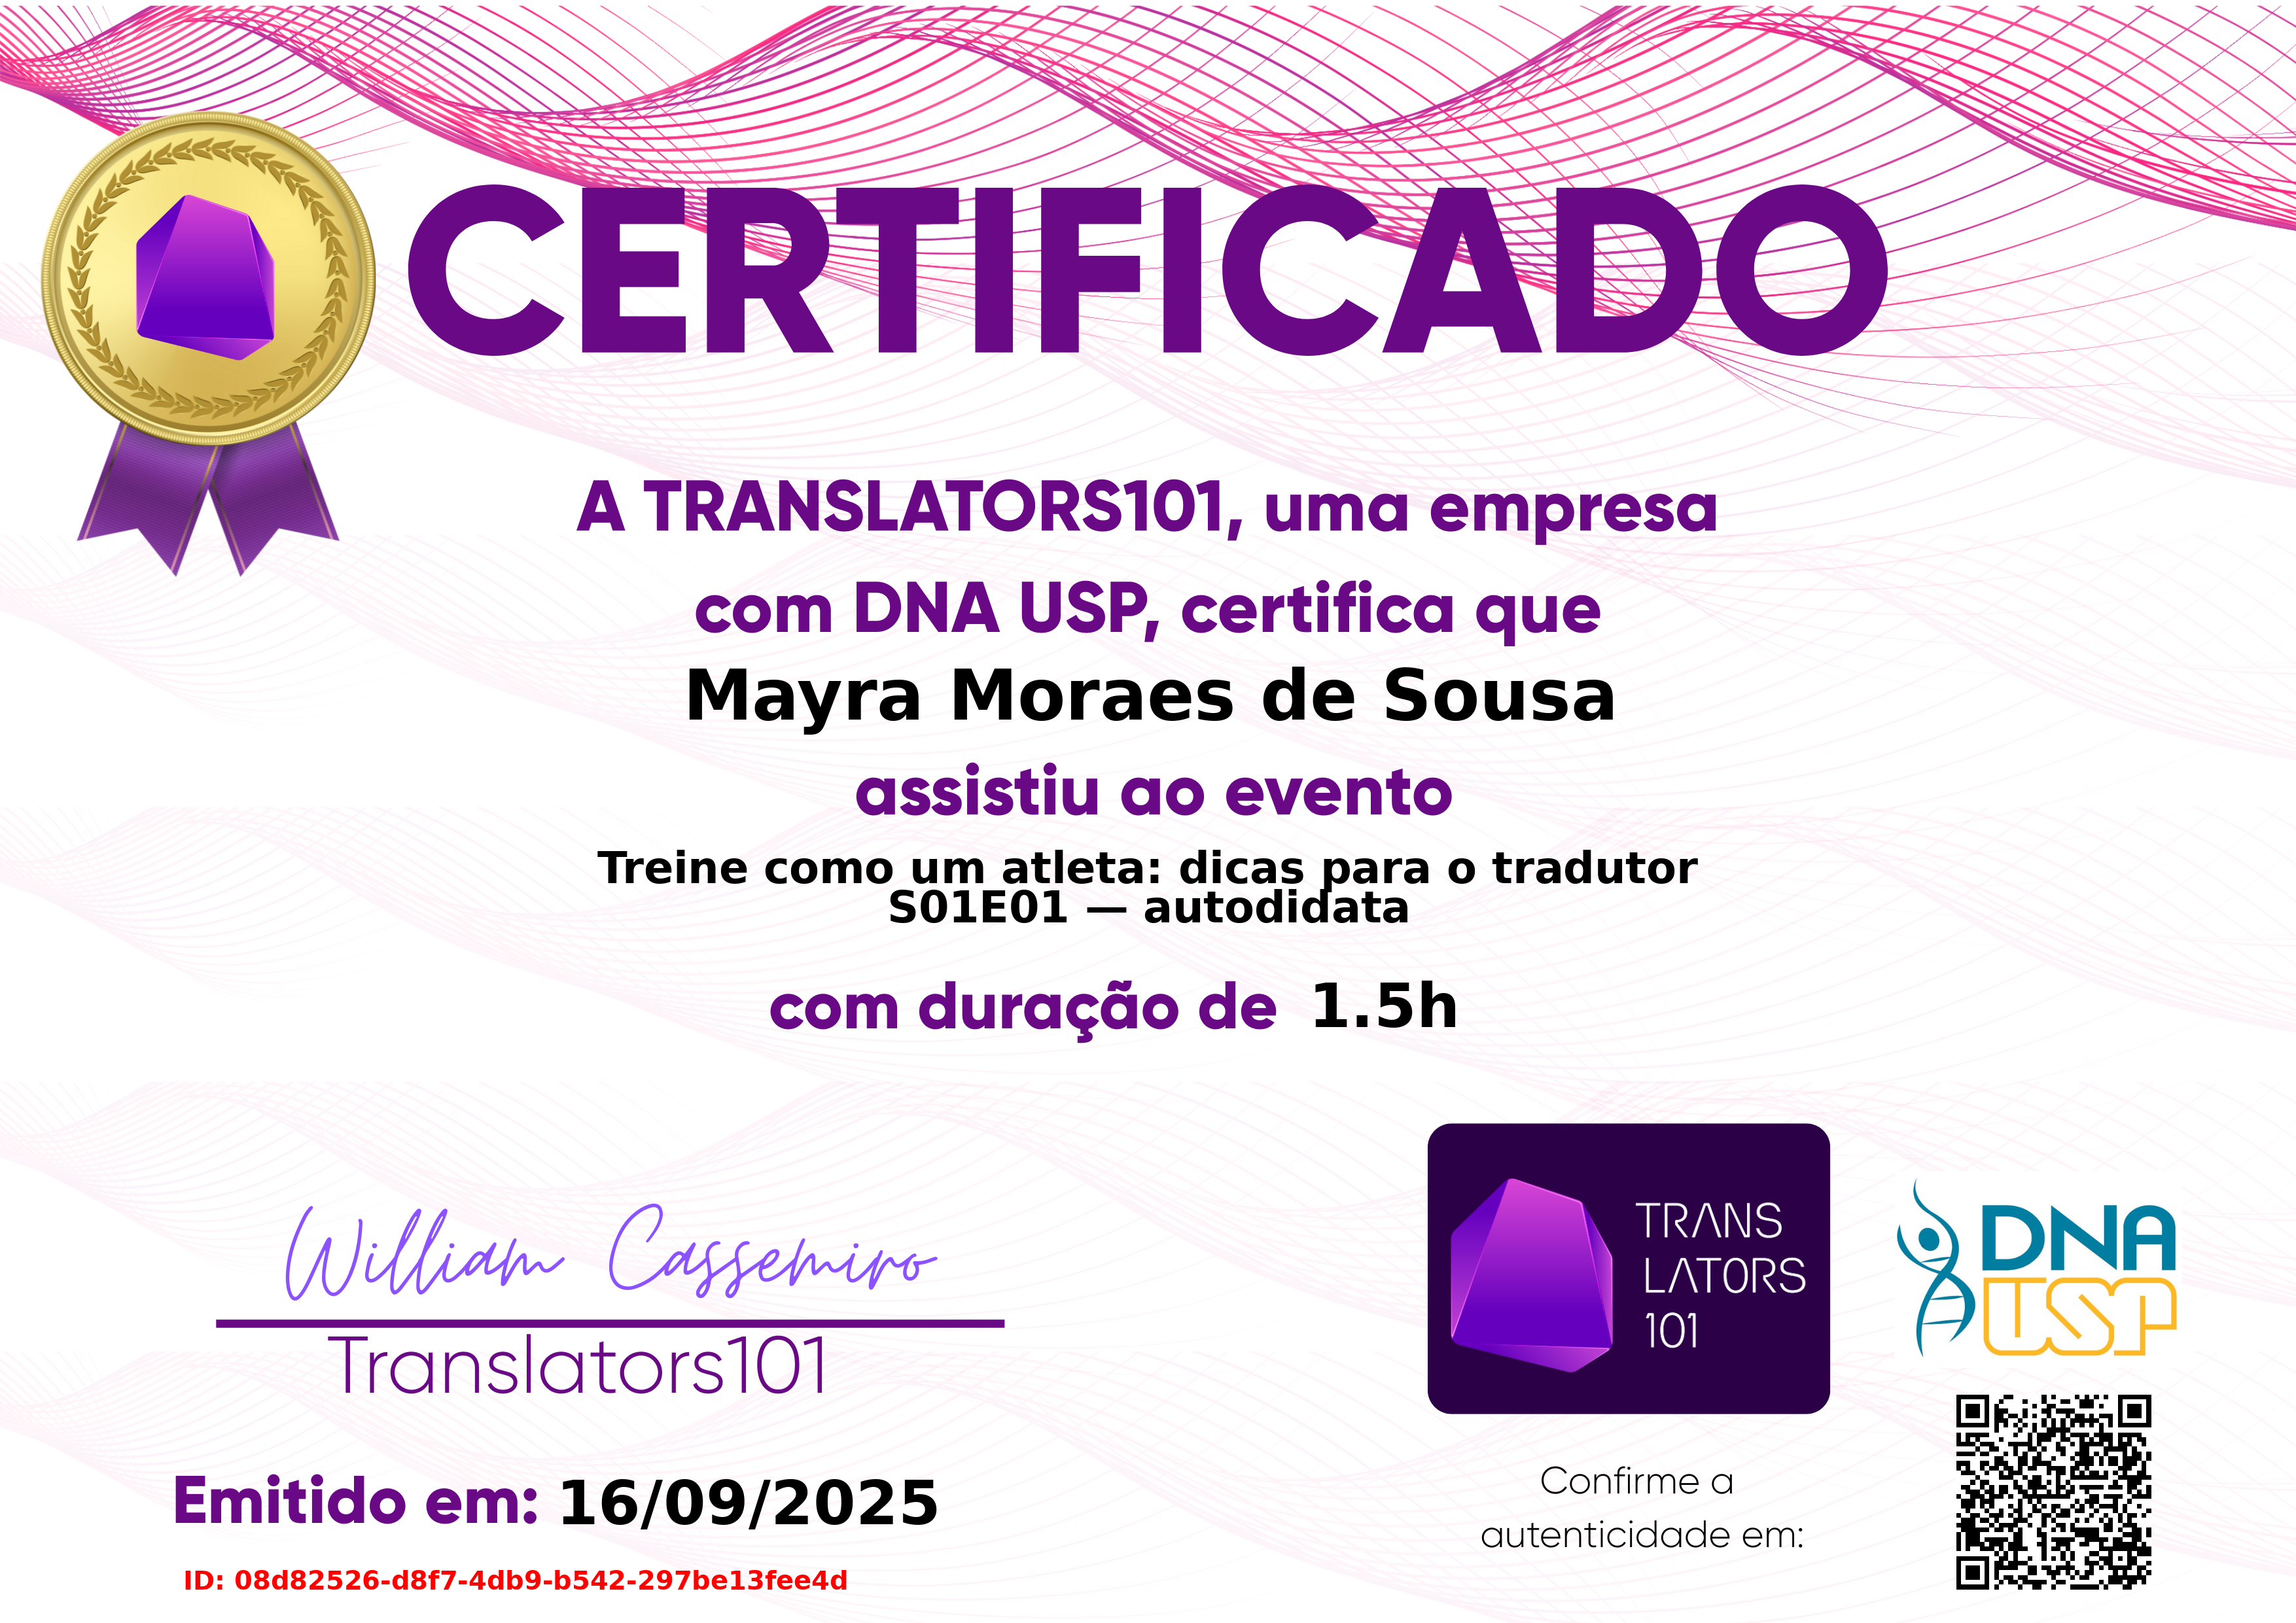 CERTIFICADO
A TRANSLATORS101, uma empresa
com DNA USP, certifica que
Mayra Moraes de Sousa
assistiu ao evento
Treine como um atleta: dicas para o tradutor
S01E01 — autodidata
com duração de 1.5h
William Cassemiro
Translators101
Emitido em: 16/09/2025
ID: 08d82526-d8f7-4db9-b542-297be13fee4d
TRANS
LATORS
101
DNA
USP
Confirme a
autenticidade em: